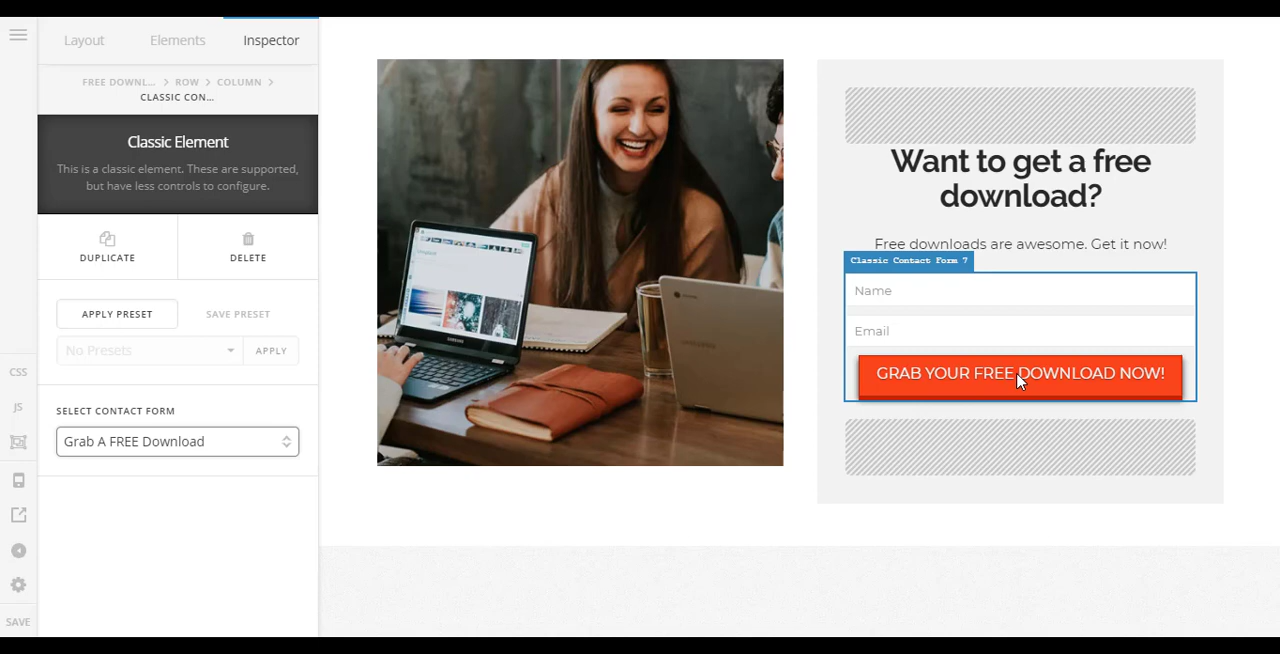 Layout
Elements
Inspector
FREE DOWNL... > ROW > COLUMN >
CLASSIC CON...
Classic Element
This is a classic element. These are supported,
but have less controls to configure.
DUPLICATE
DELETE
APPLY PRESET
SAVE PRESET
No Presets
APPLY
SELECT CONTACT FORM
Grab A FREE Download
CSS
JS
SAVE
Want to get a free
download?
Free downloads are awesome. Get it now!
Classic Contact Form 7
Name
Email
GRAB YOUR FREE DOWNLOAD NOW!